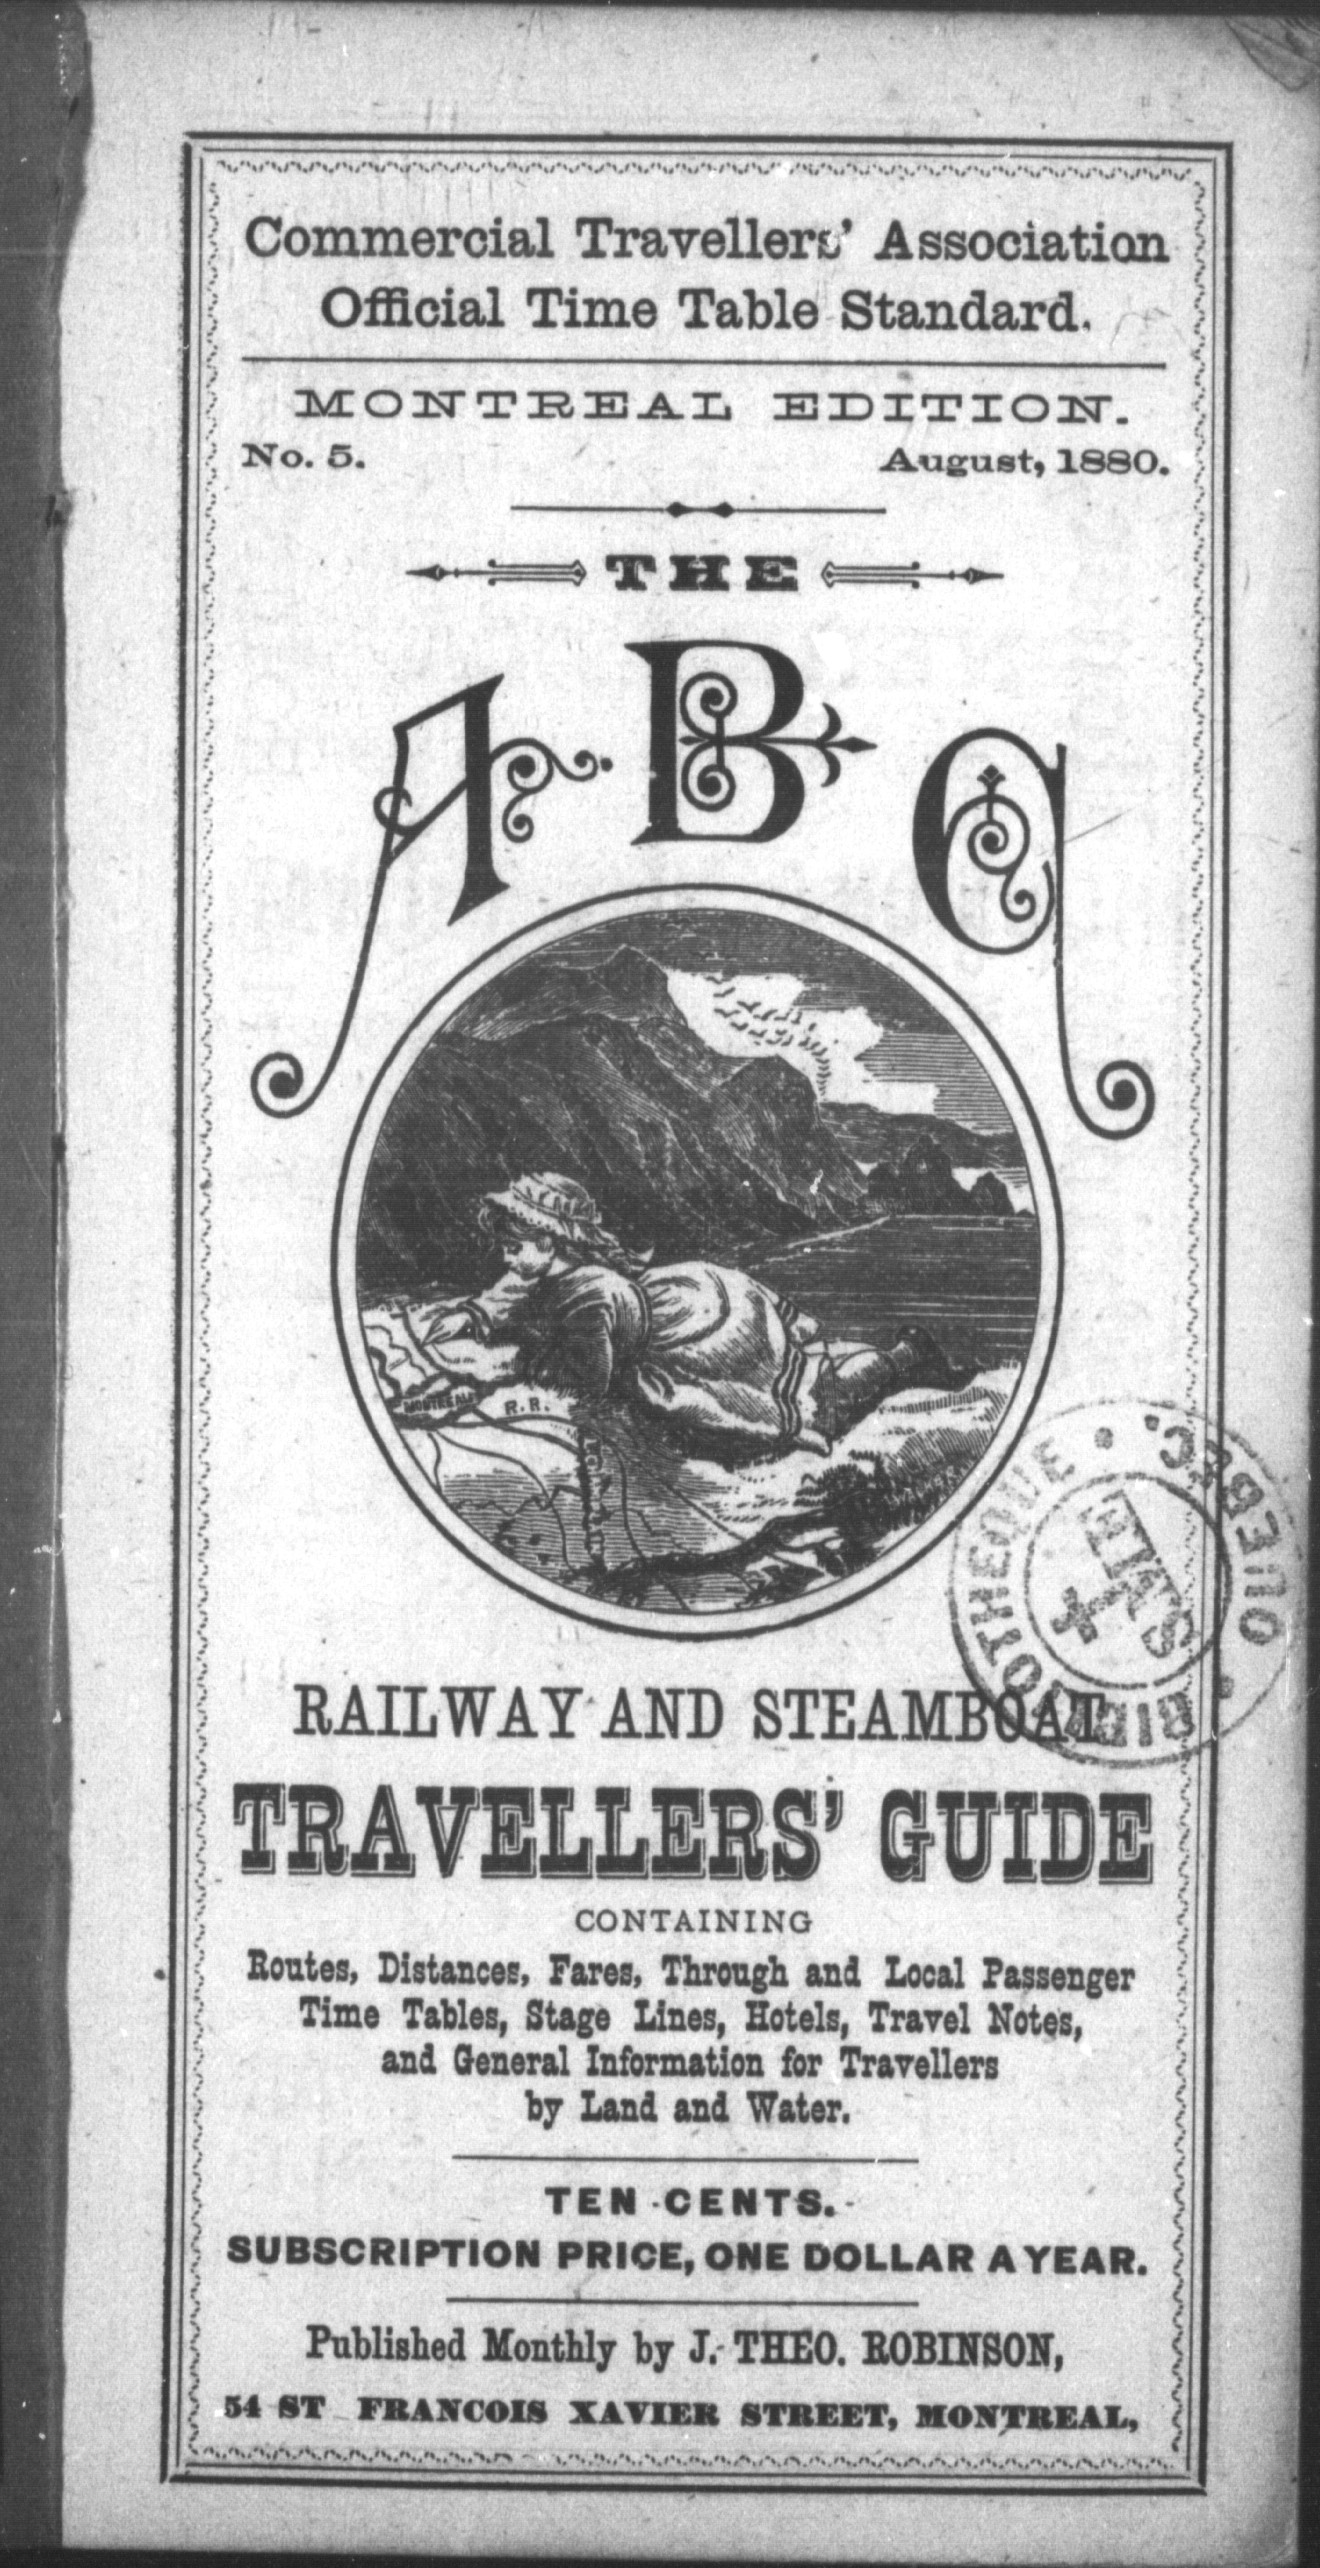 Commercial Travellers' Association
Official Time Table Standard.
MONTREAL EDITION.
No. 5. August, 1880.
THE
A B C
MONTREAL
R.R.
RAILWAY AND STEAMBOAT
TRAVELLERS' GUIDE
CONTAINING
Routes, Distances, Fares, Through and Local Passenger
Time Tables, Stage Lines, Hotels, Travel Notes,
and General Information for Travellers
by Land and Water.
TEN CENTS.
SUBSCRIPTION PRICE, ONE DOLLAR A YEAR.
Published Monthly by J. THEO. ROBINSON,
54 ST FRANCOIS XAVIER STREET, MONTREAL,
BIBLIOTHEQUE
QUEBEC